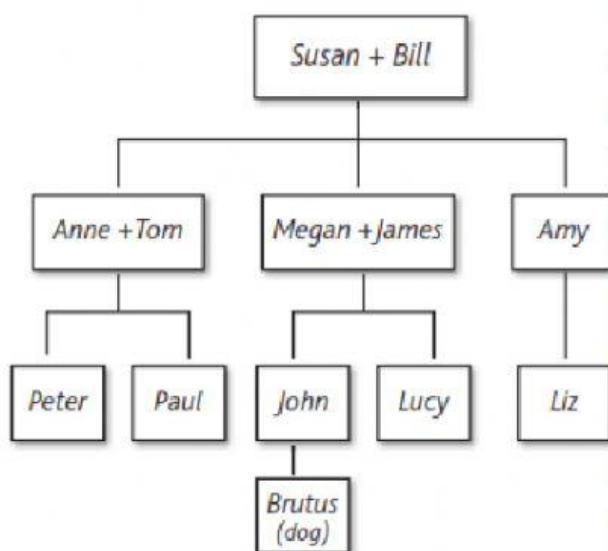 Susan + Bill
Anne +Tom
Megan +James
Amy
Peter
Paul
John
Lucy
Liz
Brutus
(dog)